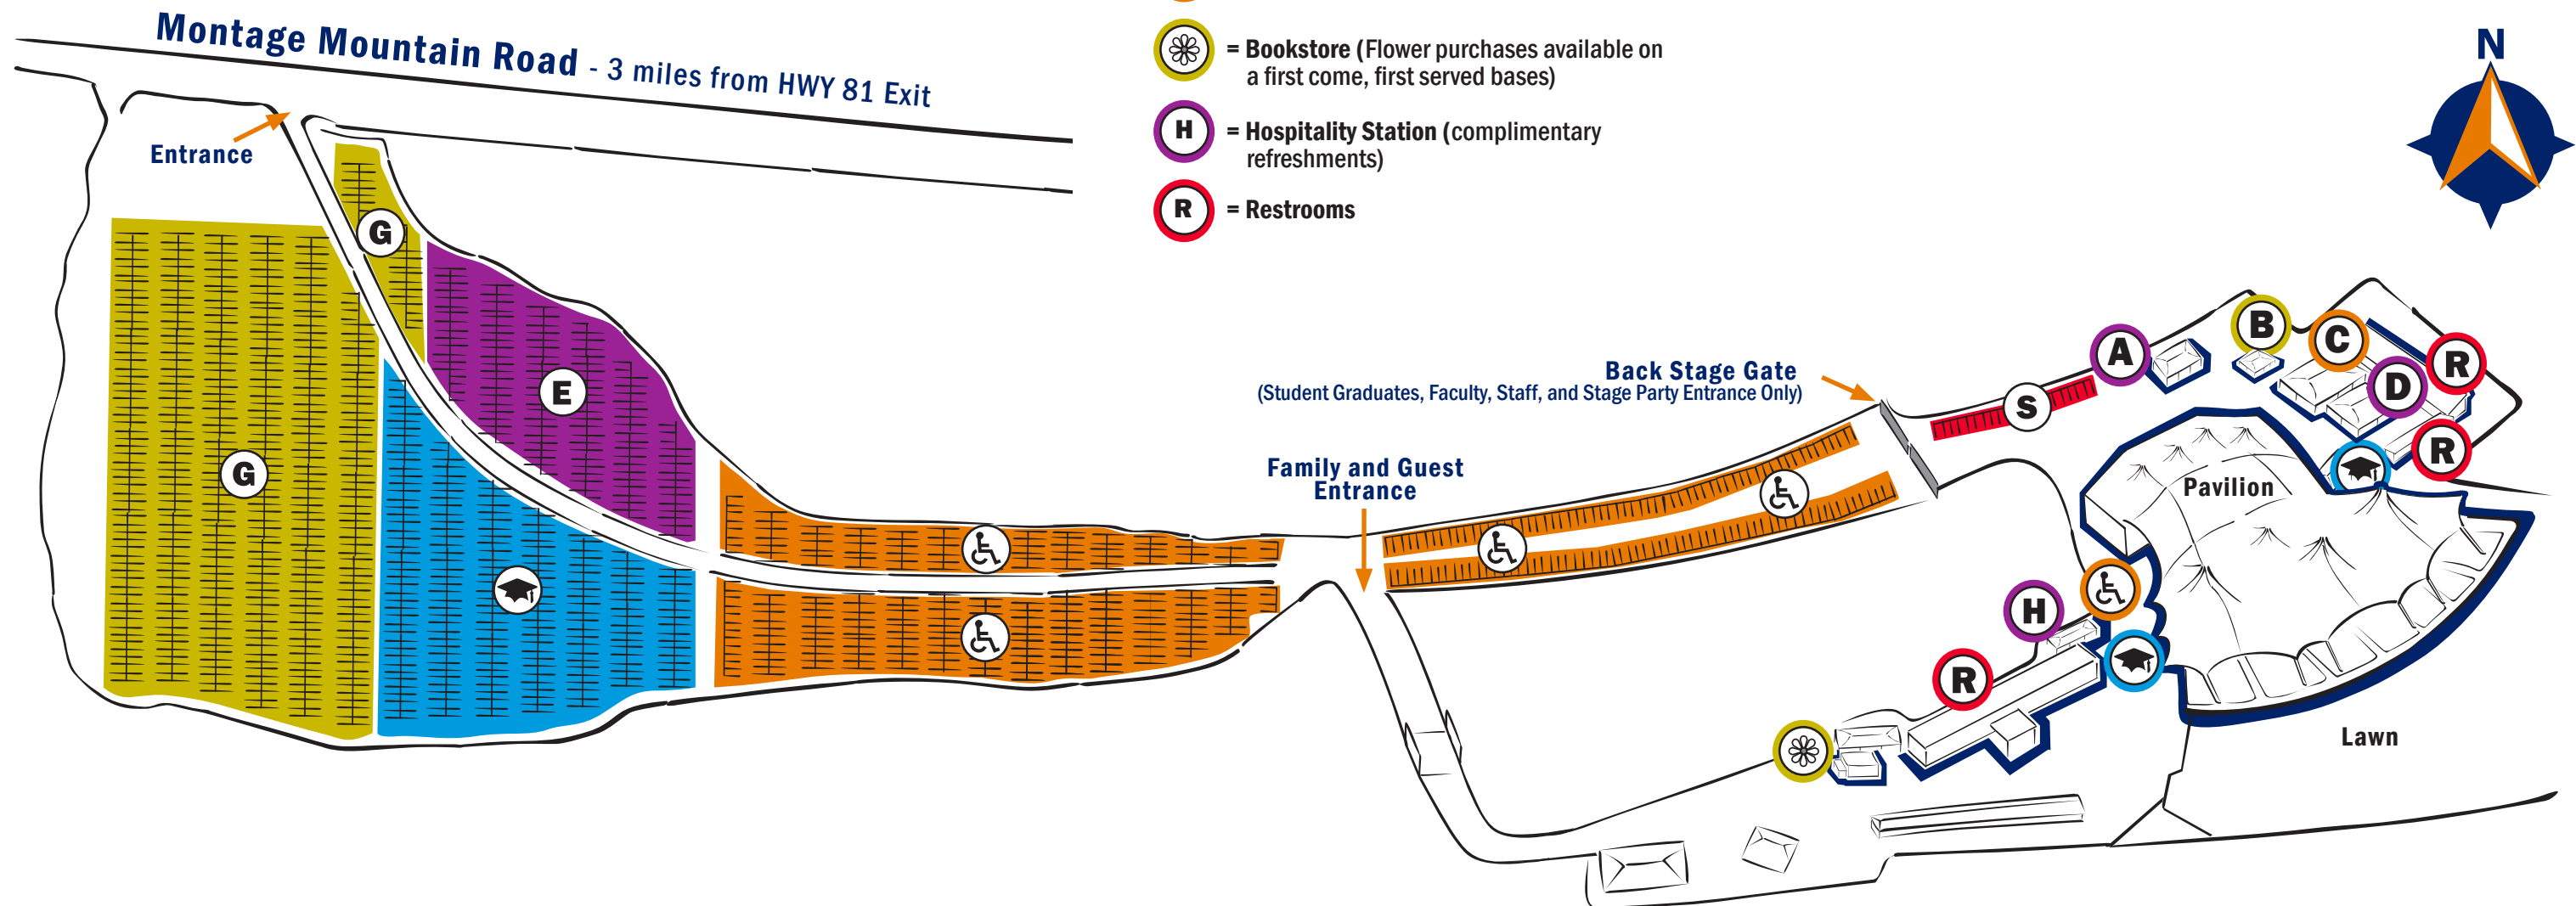 Montage Mountain Road - 3 miles from HWY 81 Exit
Entrance
= Bookstore (Flower purchases available on
a first come, first served bases)
H = Hospitality Station (complimentary
refreshments)
R = Restrooms
N
G
E
G
Back Stage Gate
(Student Graduates, Faculty, Staff, and Stage Party Entrance Only)
Family and Guest
Entrance
S
A
B
C
D
R
R
Pavilion
H
R
Lawn